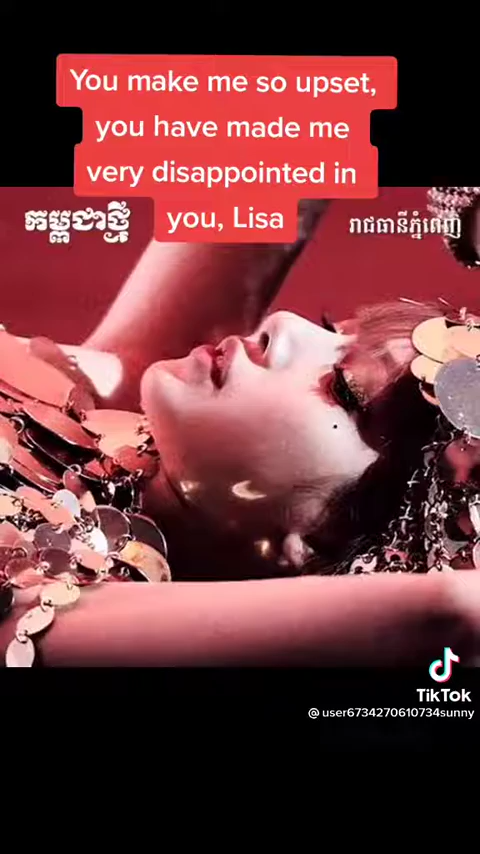 You make me so upset,
you have made me
very disappointed in
you, Lisa
កម្ពុជាថ្មី
រាជធានីភ្នំពេញ
TikTok
@user6734270610734sunny